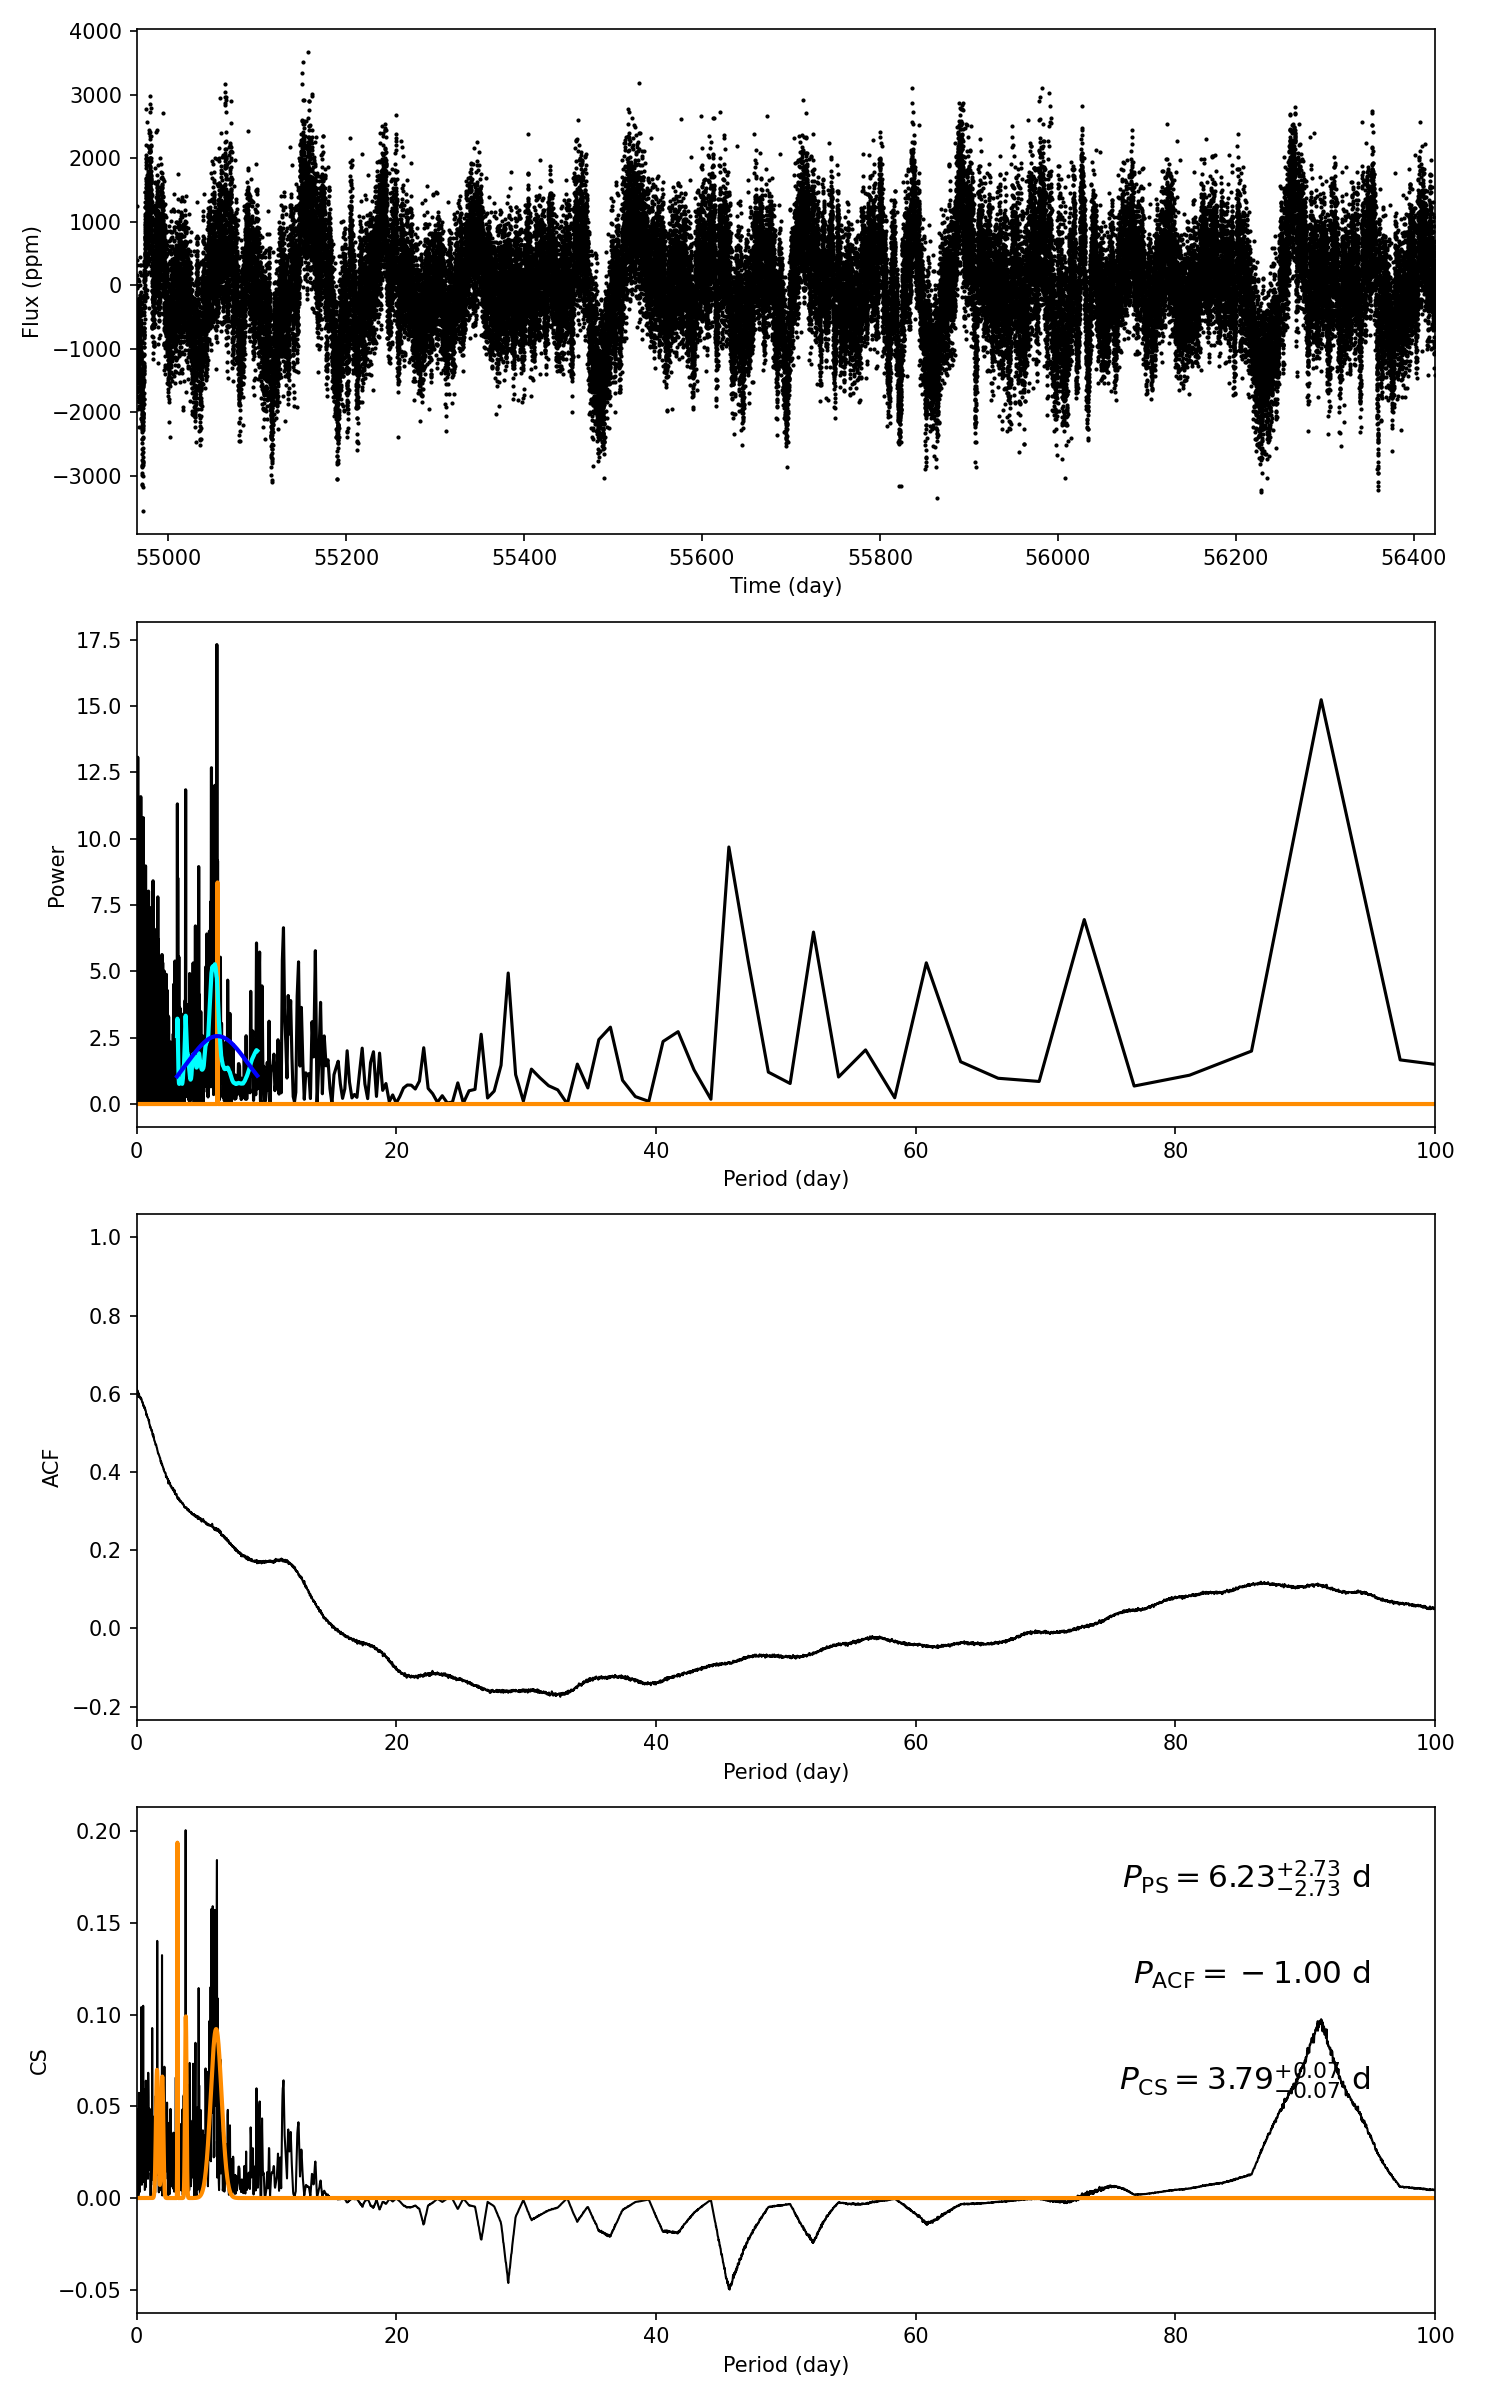 4000
3000
2000
1000
0
−1000
−2000
−3000
Flux (ppm)
55000 55200 55400 55600 55800 56000 56200 56400
Time (day)
17.5
15.0
12.5
10.0
7.5
5.0
2.5
0.0
Power
0 20 40 60 80 100
Period (day)
1.0
0.8
0.6
0.4
0.2
0.0
−0.2
ACF
0 20 40 60 80 100
Period (day)
0.20
0.15
0.10
0.05
0.00
−0.05
CS
P_PS = 6.23 +2.73 −2.73 d
P_ACF = − 1.00 d
P_CS = 3.79 +0.07 −0.07 d
0 20 40 60 80 100
Period (day)